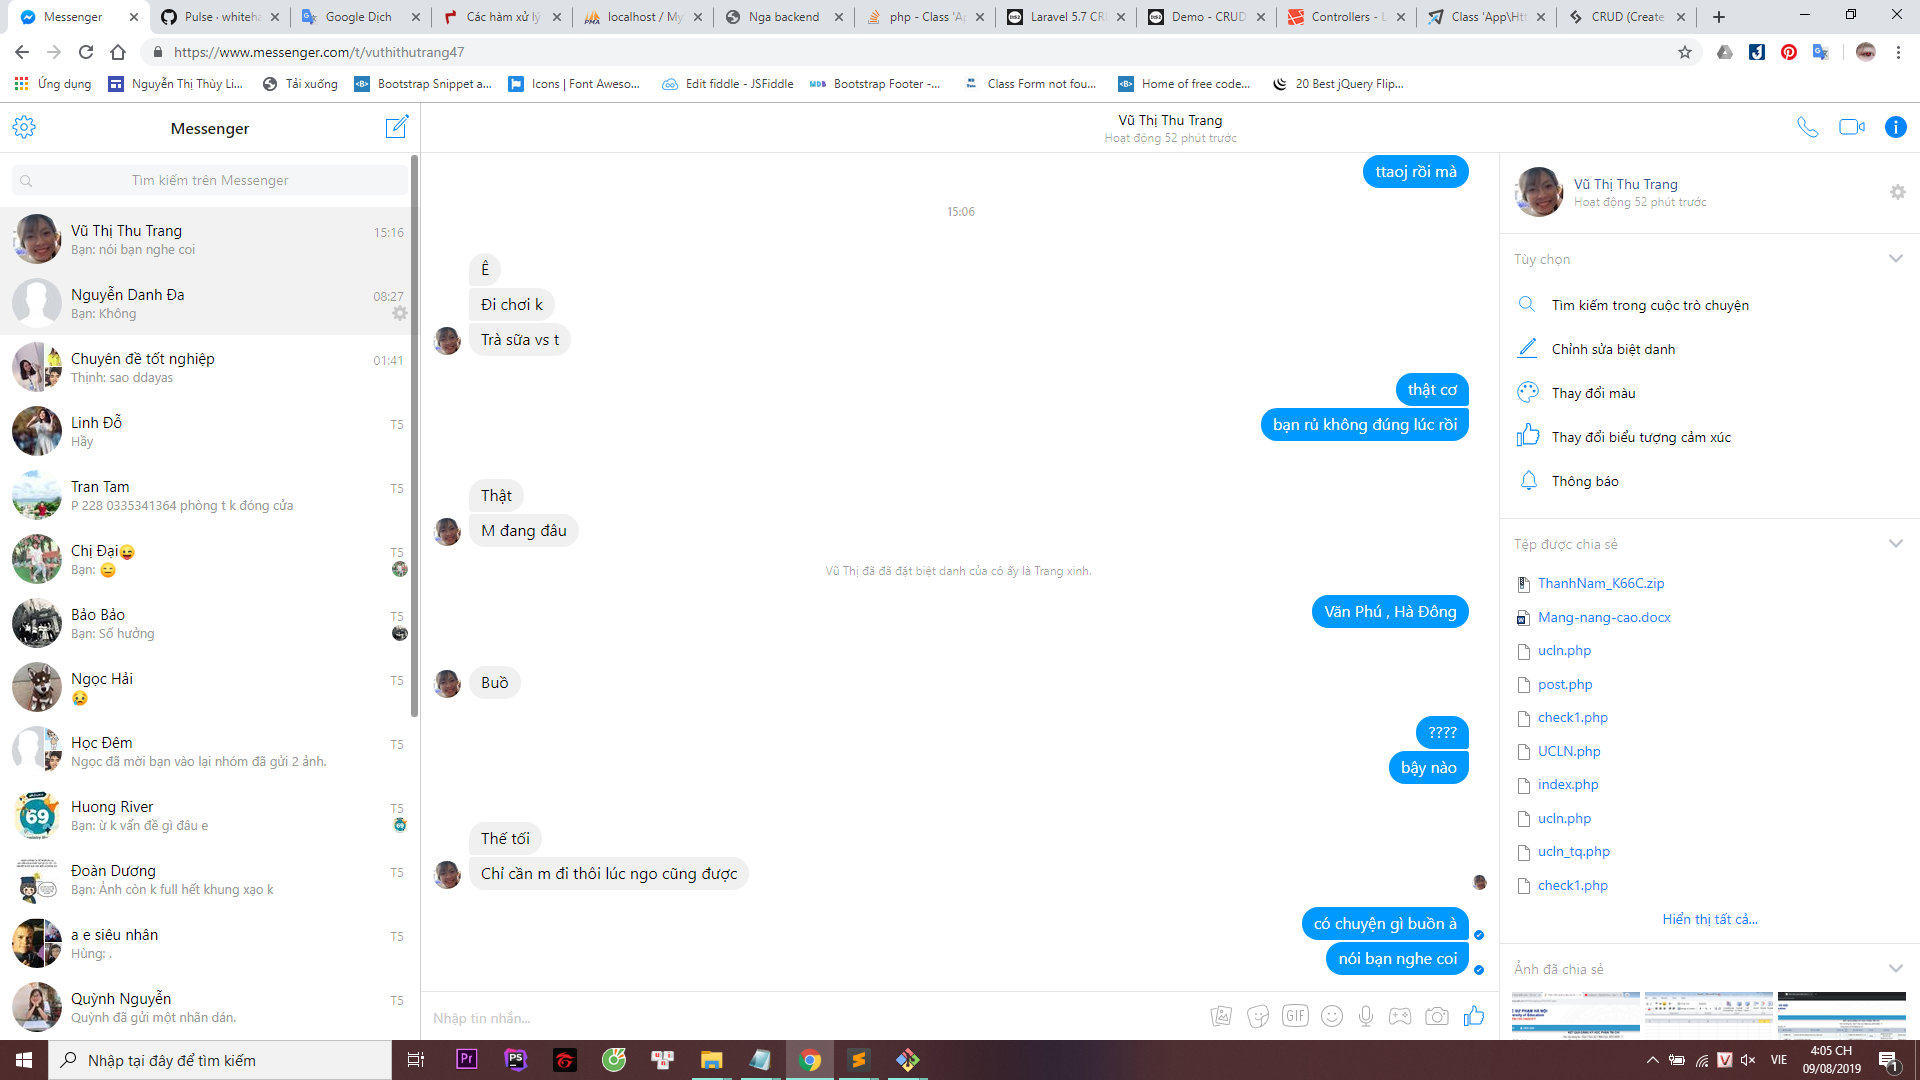 Messenger
Pulse · whiteha
Google Dịch
Các hàm xử lý
localhost / My
Nga backend
php - Class 'Ap
Laravel 5.7 CRU
Demo - CRUD
Controllers - L
Class 'App\Htt
CRUD (Create
https://www.messenger.com/t/vuthithutrang47
Ứng dụng
Nguyễn Thị Thùy Li...
Tải xuống
Bootstrap Snippet a...
Icons | Font Aweso...
Edit fiddle - JSFiddle
Bootstrap Footer -...
Class Form not fou...
Home of free code...
20 Best jQuery Flip...
Messenger
Tìm kiếm trên Messenger
Vũ Thị Thu Trang
15:16
Bạn: nói bạn nghe coi
Nguyễn Danh Đa
08:27
Bạn: Không
Chuyên đề tốt nghiệp
01:41
Thịnh: sao ddayas
Linh Đỗ
T5
Hầy
Tran Tam
T5
P 228 0335341364 phòng t k đóng cửa
Chị Đại😜
T5
Bạn: 😑
Bảo Bảo
T5
Bạn: Số hưởng
Ngọc Hải
T5
😥
Học Đêm
T5
Ngọc đã mời bạn vào lại nhóm đã gửi 2 ảnh.
Huong River
T5
Bạn: ừ k vấn đề gì đâu e
Đoàn Dương
T5
Bạn: Ảnh còn k full hết khung xạo k
a e siêu nhân
T5
Hùng: .
Quỳnh Nguyễn
T5
Quỳnh đã gửi một nhãn dán.
Vũ Thị Thu Trang
Hoạt động 52 phút trước
ttaoj rồi mà
15:06
Ê
Đi chơi k
Trà sữa vs t
thật cơ
bạn rủ không đúng lúc rồi
Thật
M đang đâu
Vũ Thị đã đã đặt biệt danh của có ấy là Trang xinh.
Văn Phú , Hà Đông
Buồ
????
bậy nào
Thế tối
Chỉ cần m đi thôi lúc ngo cũng được
có chuyện gì buồn à
nói bạn nghe coi
Nhập tin nhắn...
GIF
Vũ Thị Thu Trang
Hoạt động 52 phút trước
Tùy chọn
Tìm kiếm trong cuộc trò chuyện
Chỉnh sửa biệt danh
Thay đổi màu
Thay đổi biểu tượng cảm xúc
Thông báo
Tệp được chia sẻ
ThanhNam_K66C.zip
Mang-nang-cao.docx
ucln.php
post.php
check1.php
UCLN.php
index.php
ucln.php
ucln_tq.php
check1.php
Hiển thị tất cả...
Ảnh đã chia sẻ
Nhập tại đây để tìm kiếm
VIE
4:05 CH
09/08/2019
1